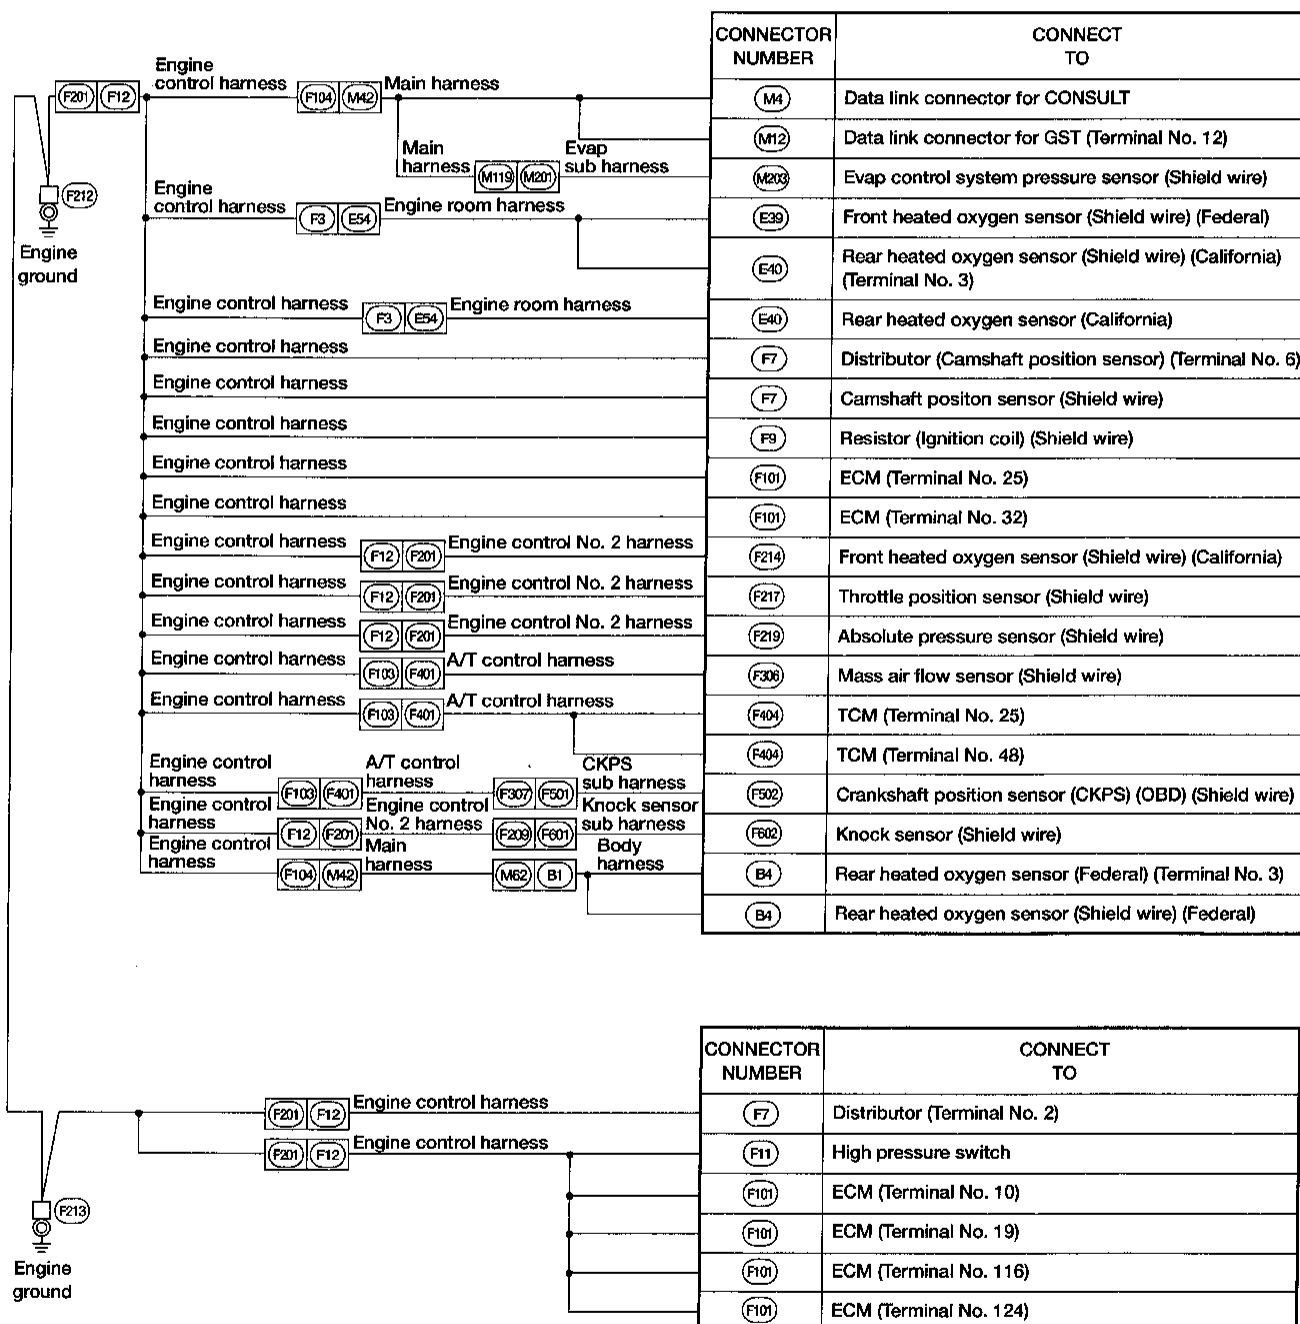 CONNECTOR
NUMBER
CONNECT
TO
Engine
control harness
F201
F12
F104
M42
Main harness
M4
Data link connector for CONSULT
M12
Data link connector for GST (Terminal No. 12)
Main
harness
M119
M201
Evap
sub harness
M203
Evap control system pressure sensor (Shield wire)
F212
Engine
ground
Engine
control harness
F3
E54
Engine room harness
E39
Front heated oxygen sensor (Shield wire) (Federal)
E40
Rear heated oxygen sensor (Shield wire) (California)
(Terminal No. 3)
Engine control harness
F3
E54
Engine room harness
E40
Rear heated oxygen sensor (California)
Engine control harness
F7
Distributor (Camshaft position sensor) (Terminal No. 6)
Engine control harness
F7
Camshaft positon sensor (Shield wire)
Engine control harness
F9
Resistor (Ignition coil) (Shield wire)
Engine control harness
F101
ECM (Terminal No. 25)
Engine control harness
F101
ECM (Terminal No. 32)
Engine control harness
F12
F201
Engine control No. 2 harness
F214
Front heated oxygen sensor (Shield wire) (California)
Engine control harness
F12
F201
Engine control No. 2 harness
F217
Throttle position sensor (Shield wire)
Engine control harness
F12
F201
Engine control No. 2 harness
F219
Absolute pressure sensor (Shield wire)
Engine control harness
F103
F401
A/T control harness
F306
Mass air flow sensor (Shield wire)
Engine control harness
F103
F401
A/T control harness
F404
TCM (Terminal No. 25)
F404
TCM (Terminal No. 48)
Engine control
harness
F103
F401
A/T control
harness
F307
F501
CKPS
sub harness
F502
Crankshaft position sensor (CKPS) (OBD) (Shield wire)
Engine control
harness
F12
F201
Engine control
No. 2 harness
F209
F601
Knock sensor
sub harness
F602
Knock sensor (Shield wire)
Engine control
harness
F104
M42
Main
harness
M62
B1
Body
harness
B4
Rear heated oxygen sensor (Federal) (Terminal No. 3)
B4
Rear heated oxygen sensor (Shield wire) (Federal)
CONNECTOR
NUMBER
CONNECT
TO
F201
F12
Engine control harness
F7
Distributor (Terminal No. 2)
F201
F12
Engine control harness
F11
High pressure switch
F101
ECM (Terminal No. 10)
F213
Engine
ground
F101
ECM (Terminal No. 19)
F101
ECM (Terminal No. 116)
F101
ECM (Terminal No. 124)